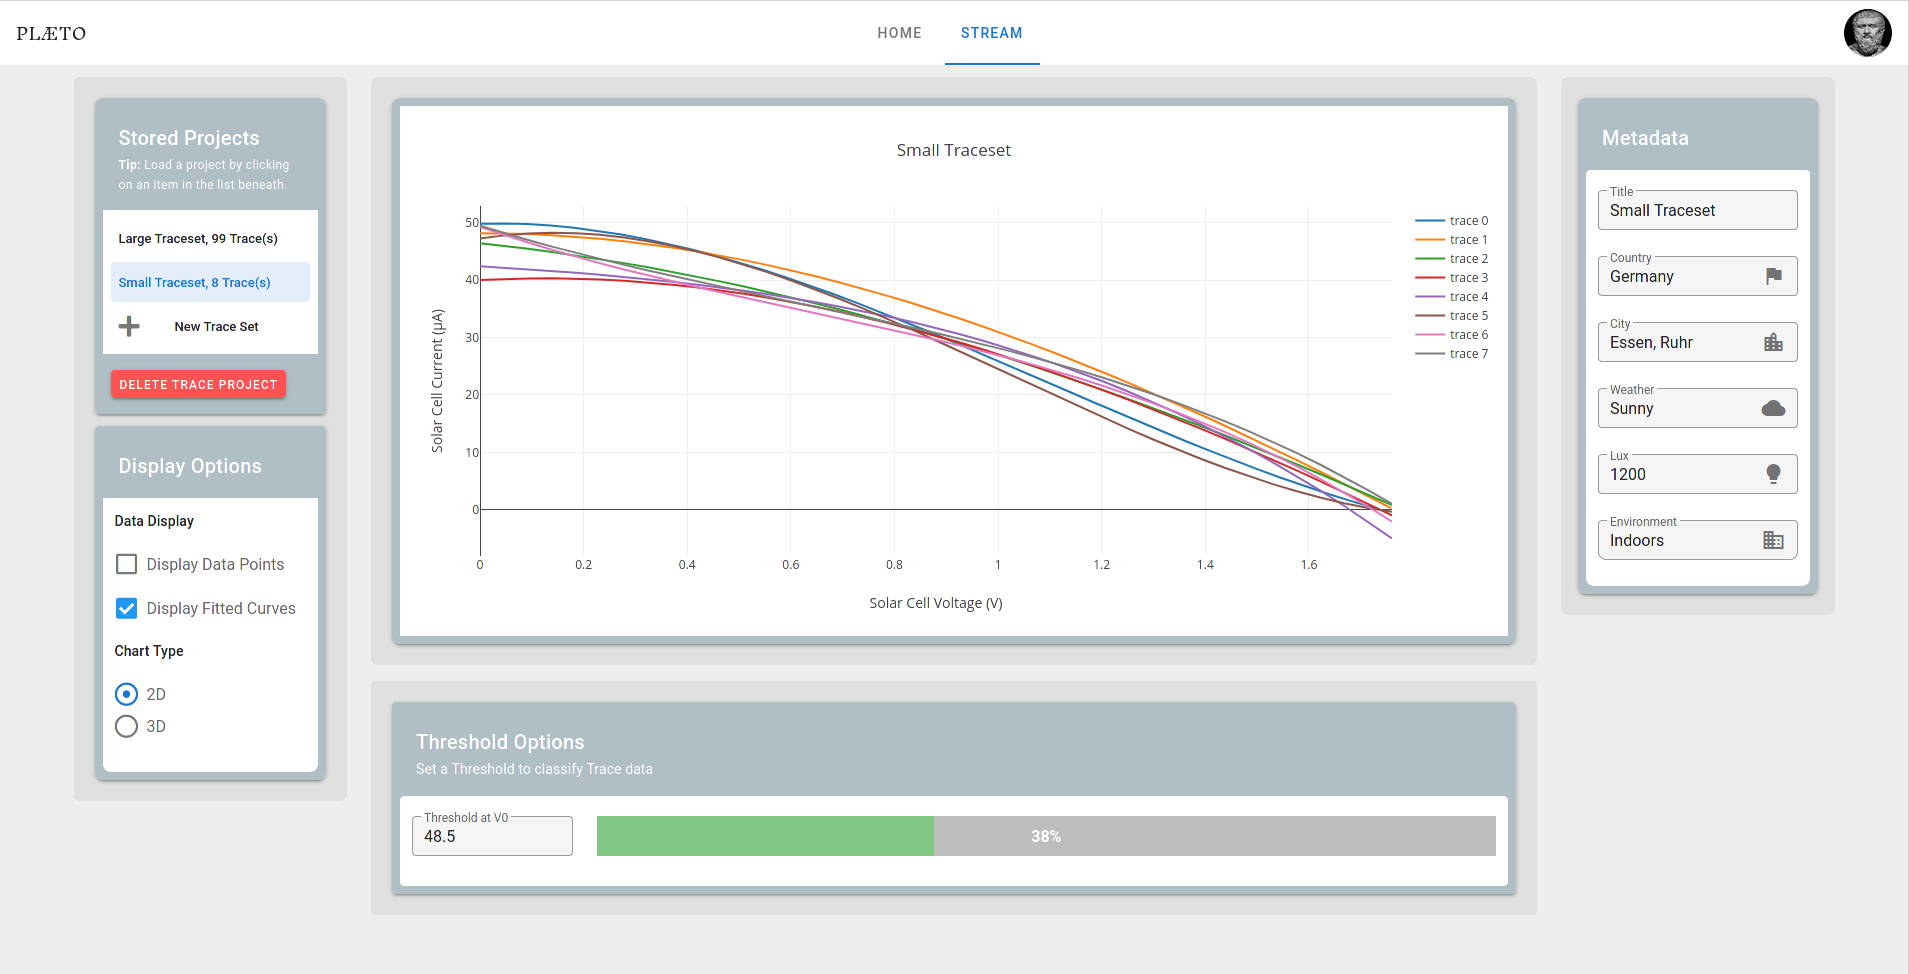 PLÆTO
HOME
STREAM
Stored Projects
Tip: Load a project by clicking
on an item in the list beneath.
Large Traceset, 99 Trace(s)
Small Traceset, 8 Trace(s)
New Trace Set
DELETE TRACE PROJECT
Display Options
Data Display
Display Data Points
Display Fitted Curves
Chart Type
2D
3D
Small Traceset
Solar Cell Current (μA)
50
40
30
20
10
0
0 0.2 0.4 0.6 0.8 1 1.2 1.4 1.6
Solar Cell Voltage (V)
trace 0
trace 1
trace 2
trace 3
trace 4
trace 5
trace 6
trace 7
Threshold Options
Set a Threshold to classify Trace data
Threshold at V0
48.5
38%
Metadata
Title
Small Traceset
Country
Germany
City
Essen, Ruhr
Weather
Sunny
Lux
1200
Environment
Indoors